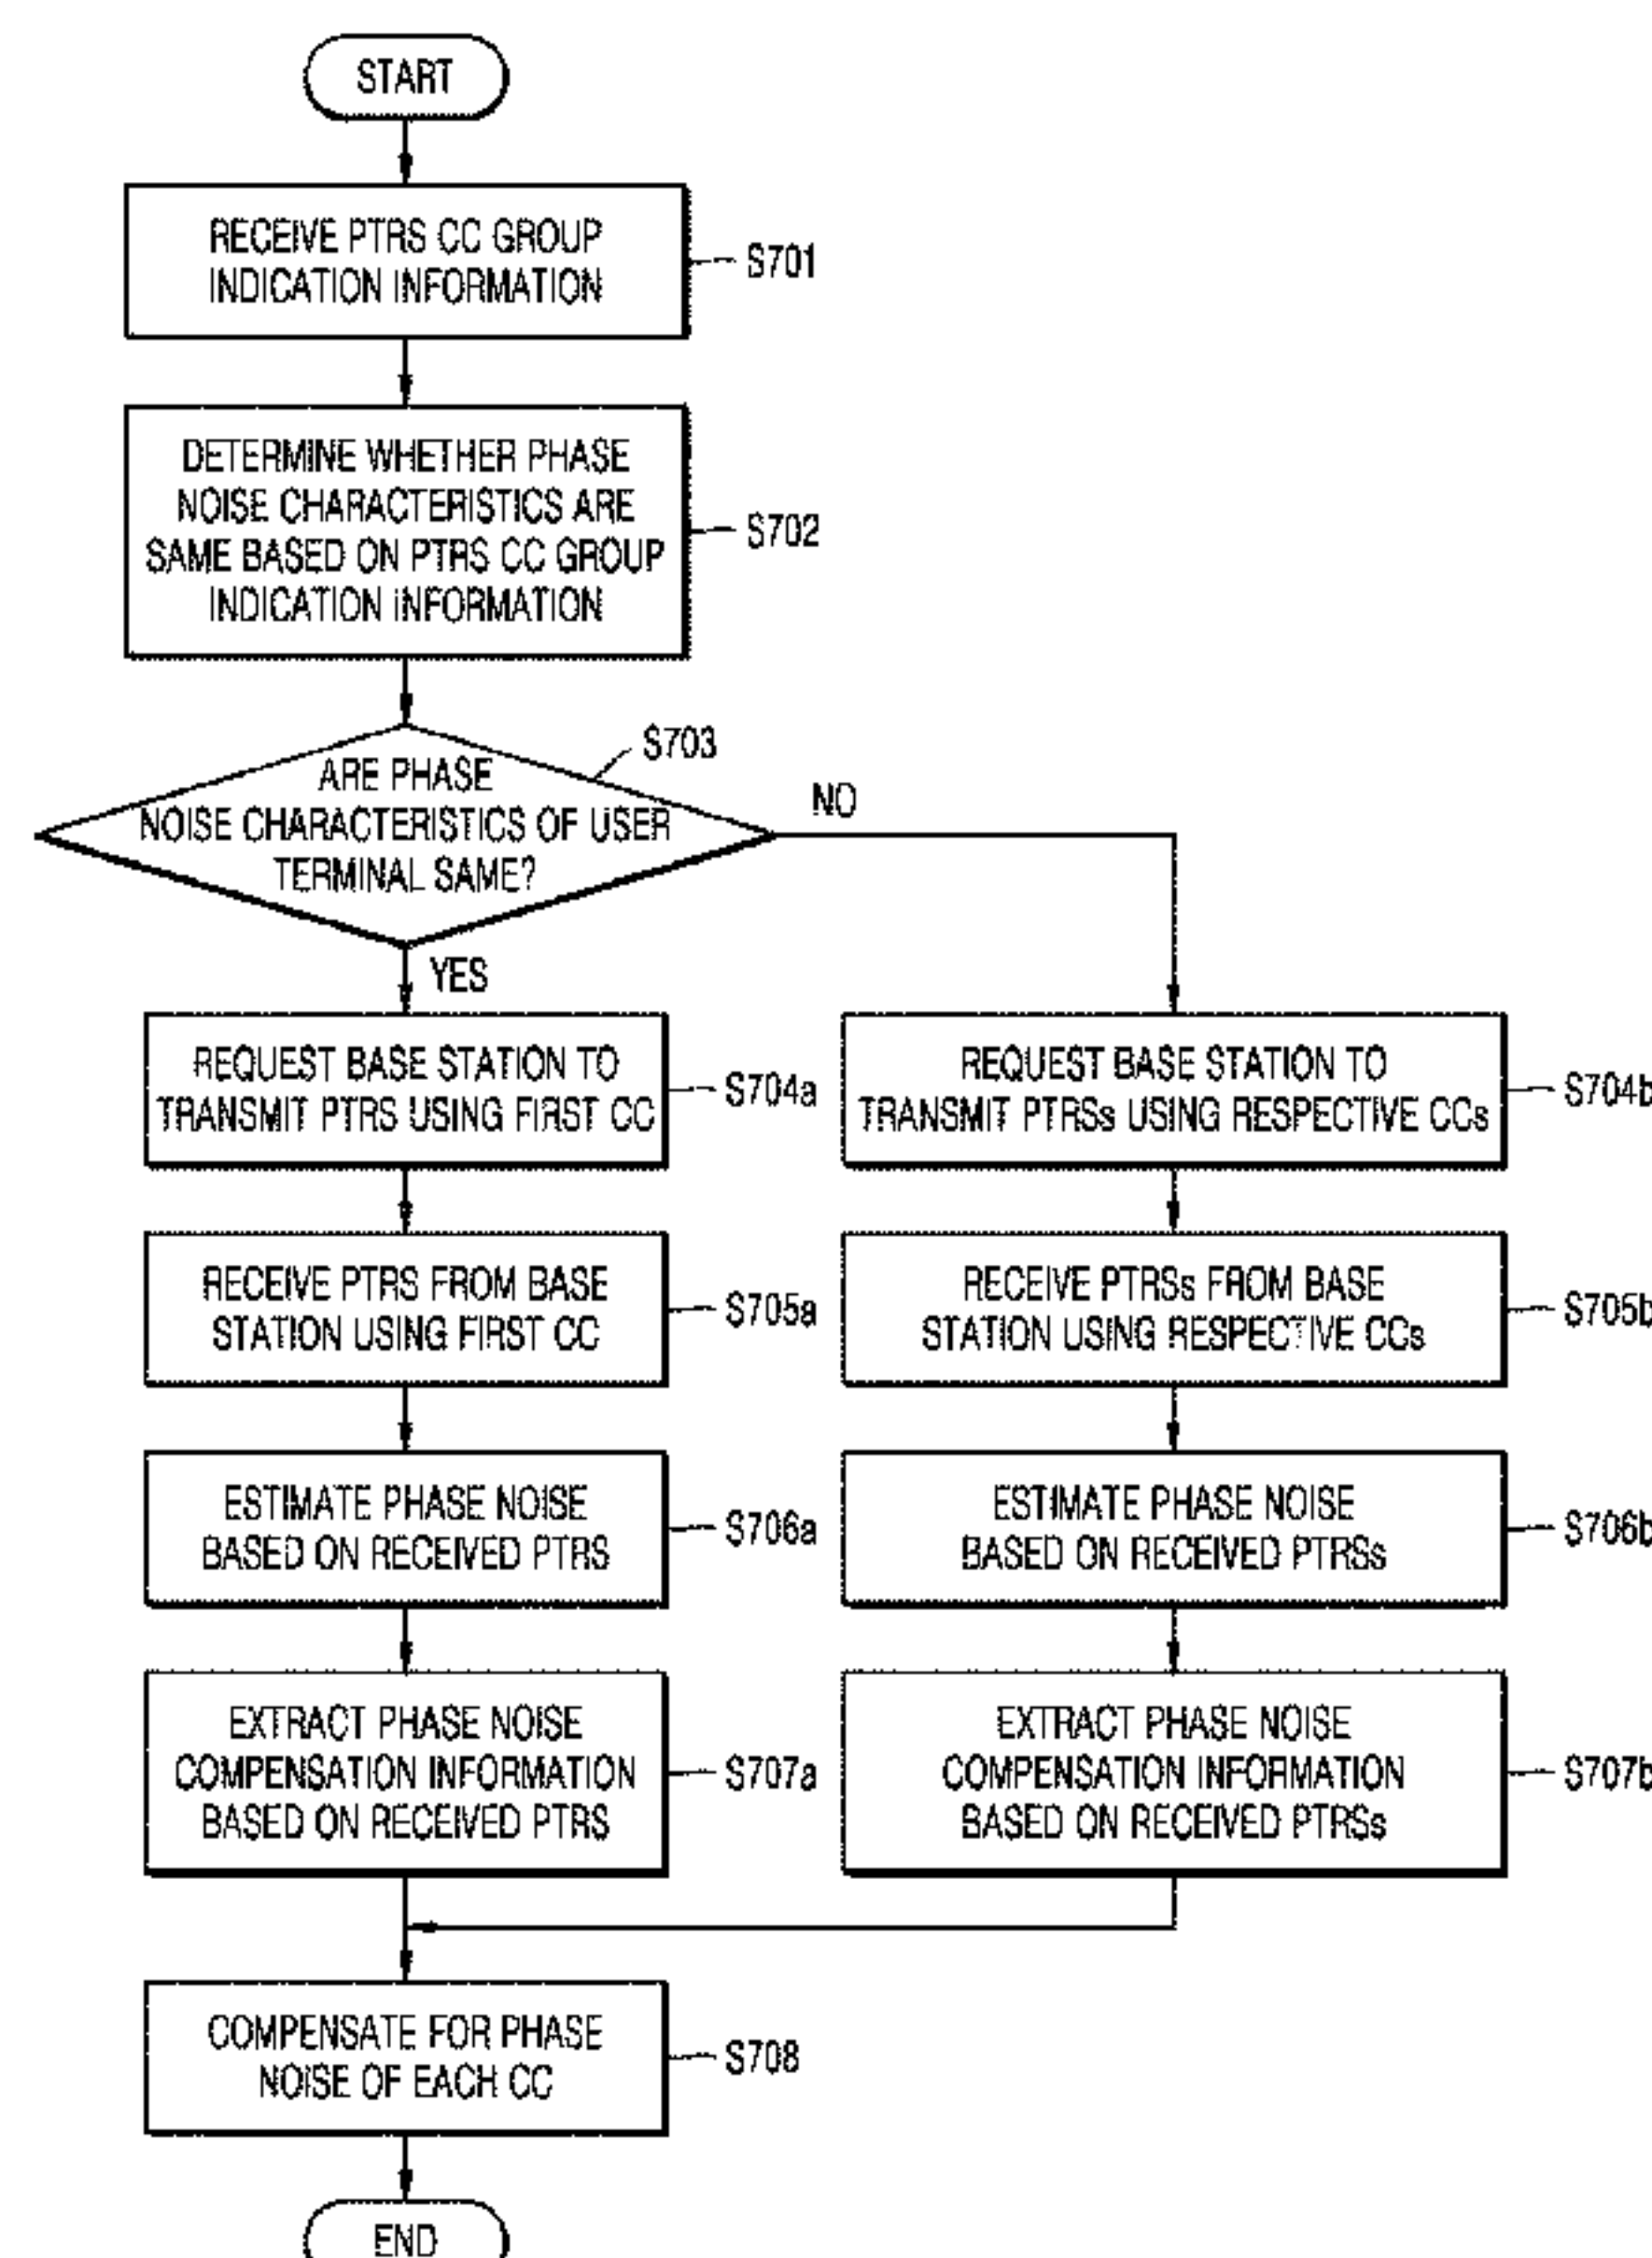 START
RECEIVE PTRS CC GROUP
INDICATION INFORMATION
S701
DETERMINE WHETHER PHASE
NOISE CHARACTERISTICS ARE
SAME BASED ON PTRS CC GROUP
INDICATION INFORMATION
S702
S703
ARE PHASE
NOISE CHARACTERISTICS OF USER
TERMINAL SAME?
NO
YES
REQUEST BASE STATION TO
TRANSMIT PTRS USING FIRST CC
S704a
REQUEST BASE STATION TO
TRANSMIT PTRSs USING RESPECTIVE CCs
S704b
RECEIVE PTRS FROM BASE
STATION USING FIRST CC
S705a
RECEIVE PTRSs FROM BASE
STATION USING RESPECTIVE CCs
S705b
ESTIMATE PHASE NOISE
BASED ON RECEIVED PTRS
S706a
ESTIMATE PHASE NOISE
BASED ON RECEIVED PTRSs
S706b
EXTRACT PHASE NOISE
COMPENSATION INFORMATION
BASED ON RECEIVED PTRS
S707a
EXTRACT PHASE NOISE
COMPENSATION INFORMATION
BASED ON RECEIVED PTRSs
S707b
COMPENSATE FOR PHASE
NOISE OF EACH CC
S708
END